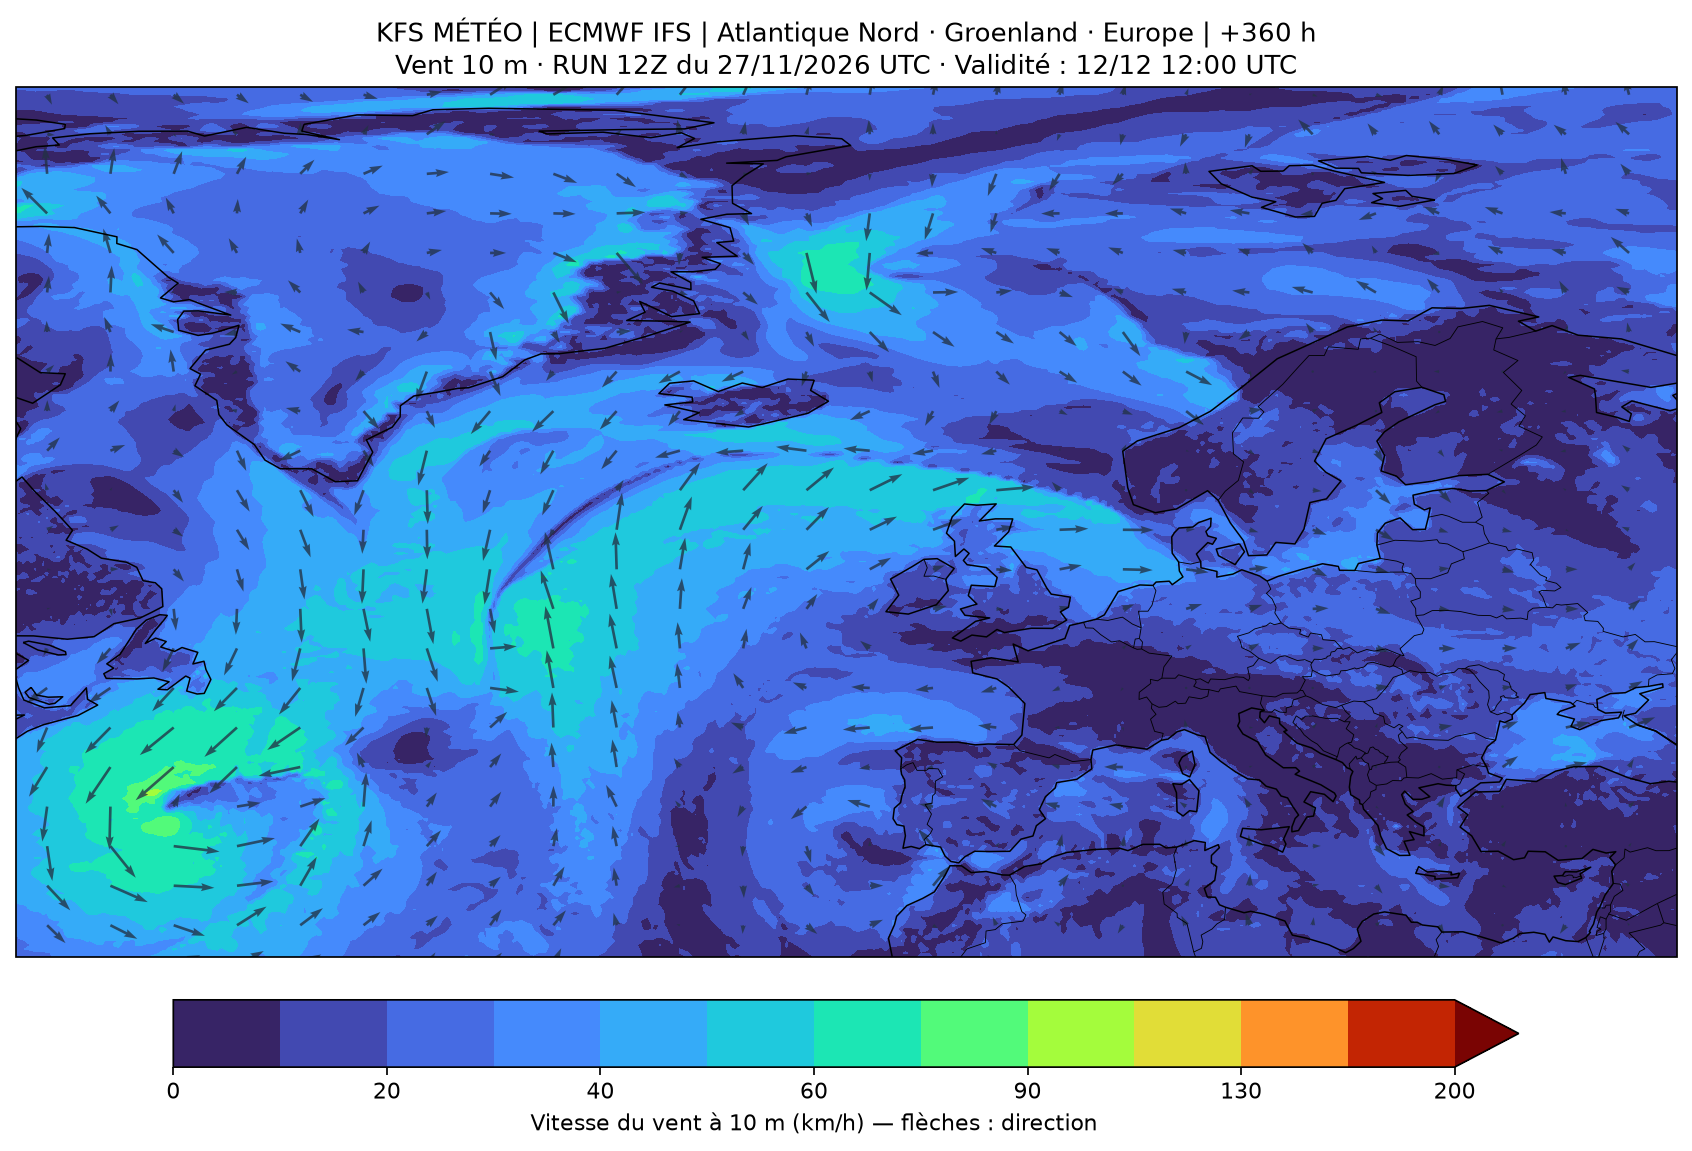 KFS MÉTÉO | ECMWF IFS | Atlantique Nord · Groenland · Europe | +360 h
Vent 10 m · RUN 12Z du 27/11/2026 UTC · Validité : 12/12 12:00 UTC
0 20 40 60 90 130 200
Vitesse du vent à 10 m (km/h) — flèches : direction